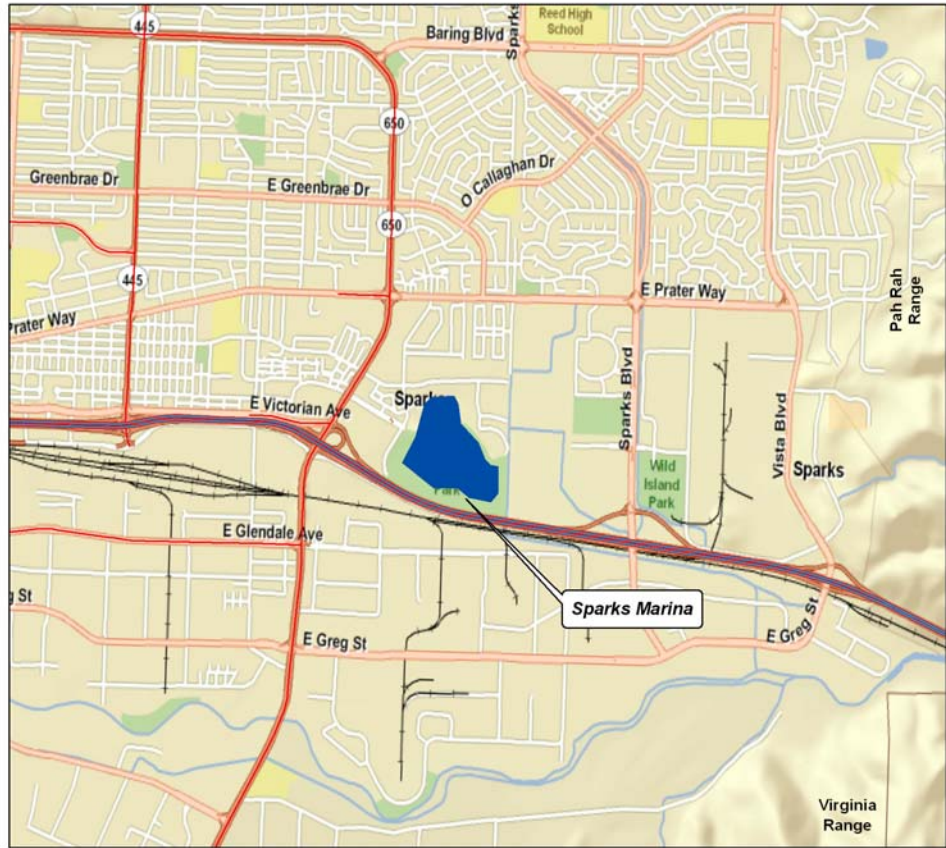 445
Baring Blvd
Sparks
Reed High
School
650
Greenbrae Dr
E Greenbrae Dr
O Callaghan Dr
650
445
E Prater Way
Prater Way
Pah Rah
Range
E Victorian Ave
Sparks
Sparks Blvd
Vista Blvd
Sparks
Wild
Island
Park
Park
E Glendale Ave
Sparks Marina
g St
E Greg St
E Greg St
Virginia
Range